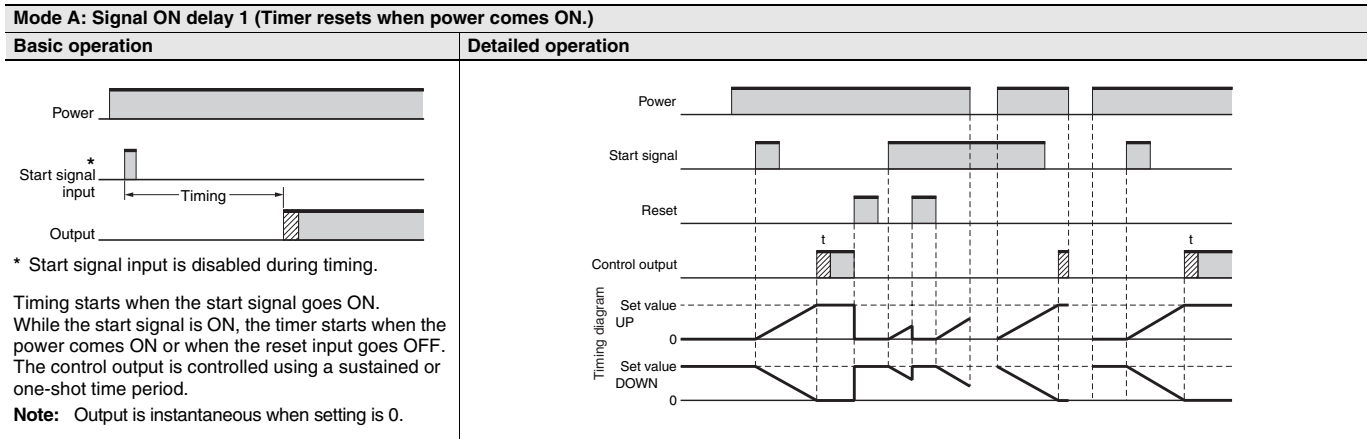 Mode A: Signal ON delay 1 (Timer resets when power comes ON.)
Basic operation
Detailed operation
Power
*
Start signal
input
Timing
Output
* Start signal input is disabled during timing.
Timing starts when the start signal goes ON.
While the start signal is ON, the timer starts when the
power comes ON or when the reset input goes OFF.
The control output is controlled using a sustained or
one-shot time period.
Note: Output is instantaneous when setting is 0.
Power
Start signal
Reset
t
t
Control output
Timing diagram
Set value
UP
0
Set value
DOWN
0